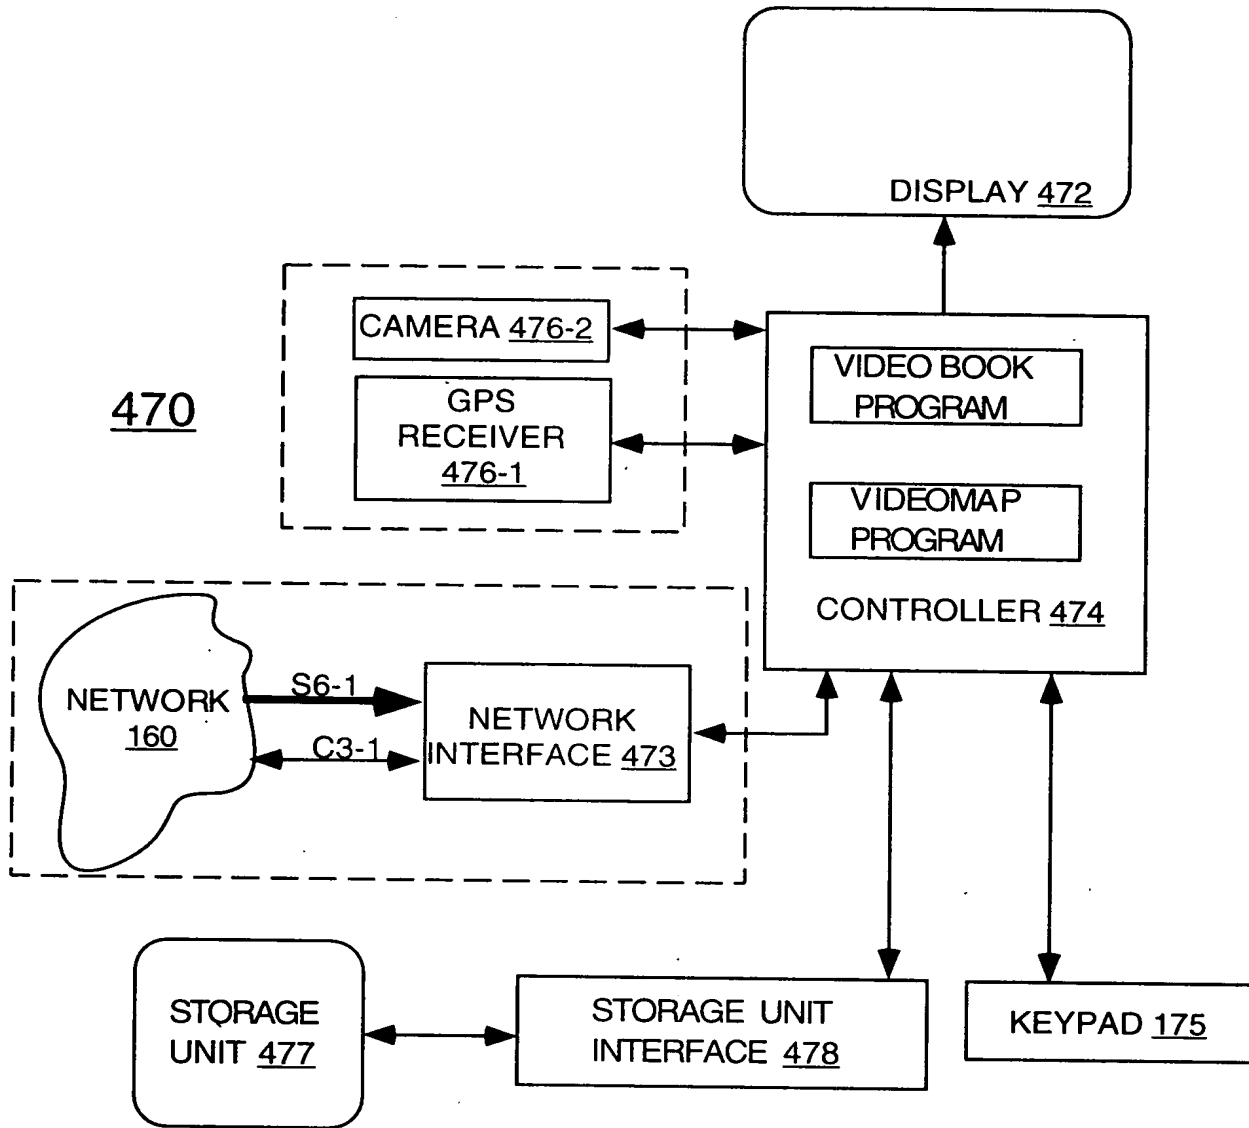 DISPLAY 472
CAMERA 476-2
GPS
RECEIVER
476-1
470
VIDEO BOOK
PROGRAM
VIDEOMAP
PROGRAM
CONTROLLER 474
NETWORK
160
S6-1
C3-1
NETWORK
INTERFACE 473
STORAGE
UNIT 477
STORAGE UNIT
INTERFACE 478
KEYPAD 175